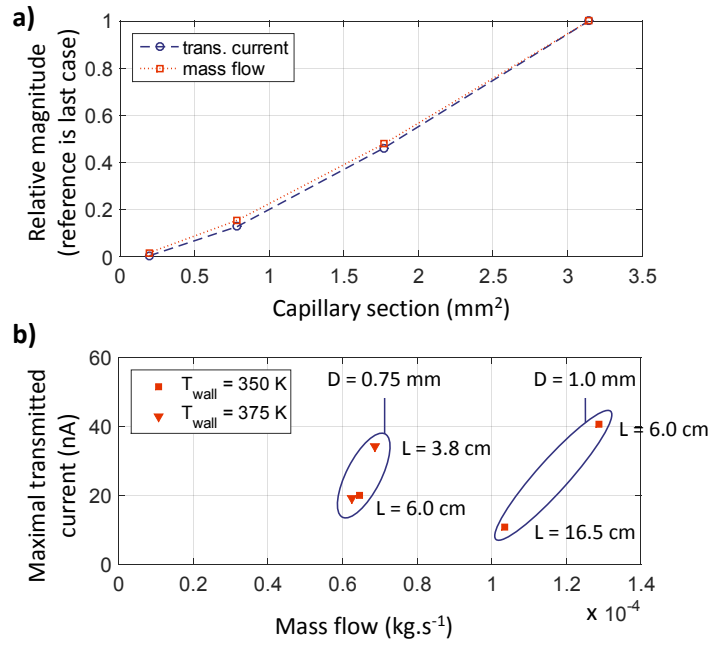 a)
Relative magnitude
(reference is last case)
1
0.8
0.6
0.4
0.2
0
trans. current
mass flow
0 0.5 1 1.5 2 2.5 3 3.5
Capillary section (mm²)
b)
Maximal transmitted
current (nA)
60
40
20
0
T_wall = 350 K
T_wall = 375 K
D = 0.75 mm
D = 1.0 mm
L = 3.8 cm
L = 6.0 cm
L = 6.0 cm
L = 16.5 cm
0 0.2 0.4 0.6 0.8 1 1.2 1.4
x 10⁻⁴
Mass flow (kg.s⁻¹)